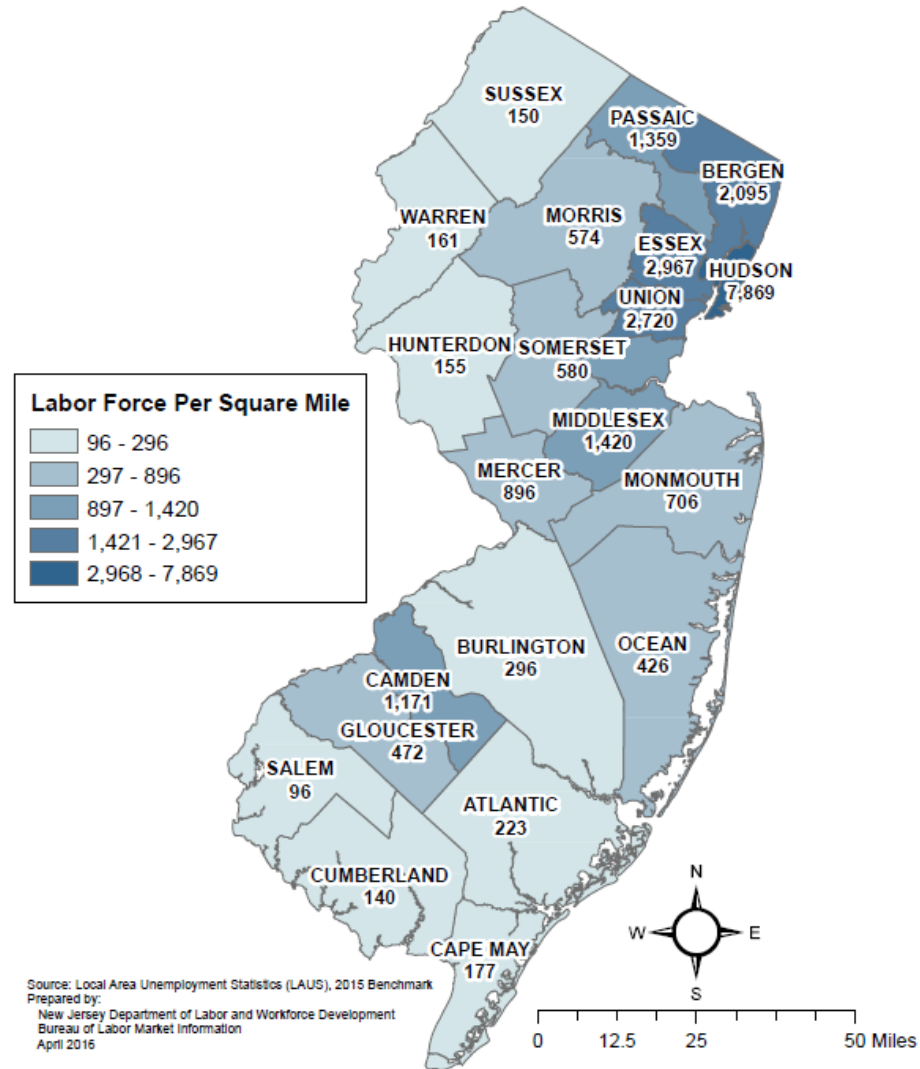 SUSSEX
150
PASSAIC
1,359
BERGEN
2,095
WARREN
161
MORRIS
574
ESSEX
2,967
HUDSON
7,869
UNION
2,720
HUNTERDON
155
SOMERSET
580
Labor Force Per Square Mile
96 - 296
297 - 896
897 - 1,420
1,421 - 2,967
2,968 - 7,869
MIDDLESEX
1,420
MERCER
896
MONMOUTH
706
BURLINGTON
296
OCEAN
426
CAMDEN
1,171
GLOUCESTER
472
SALEM
96
ATLANTIC
223
CUMBERLAND
140
CAPE MAY
177
N
W
E
S
Source: Local Area Unemployment Statistics (LAUS), 2015 Benchmark
Prepared by:
New Jersey Department of Labor and Workforce Development
Bureau of Labor Market Information
April 2016
0 12.5 25 50 Miles